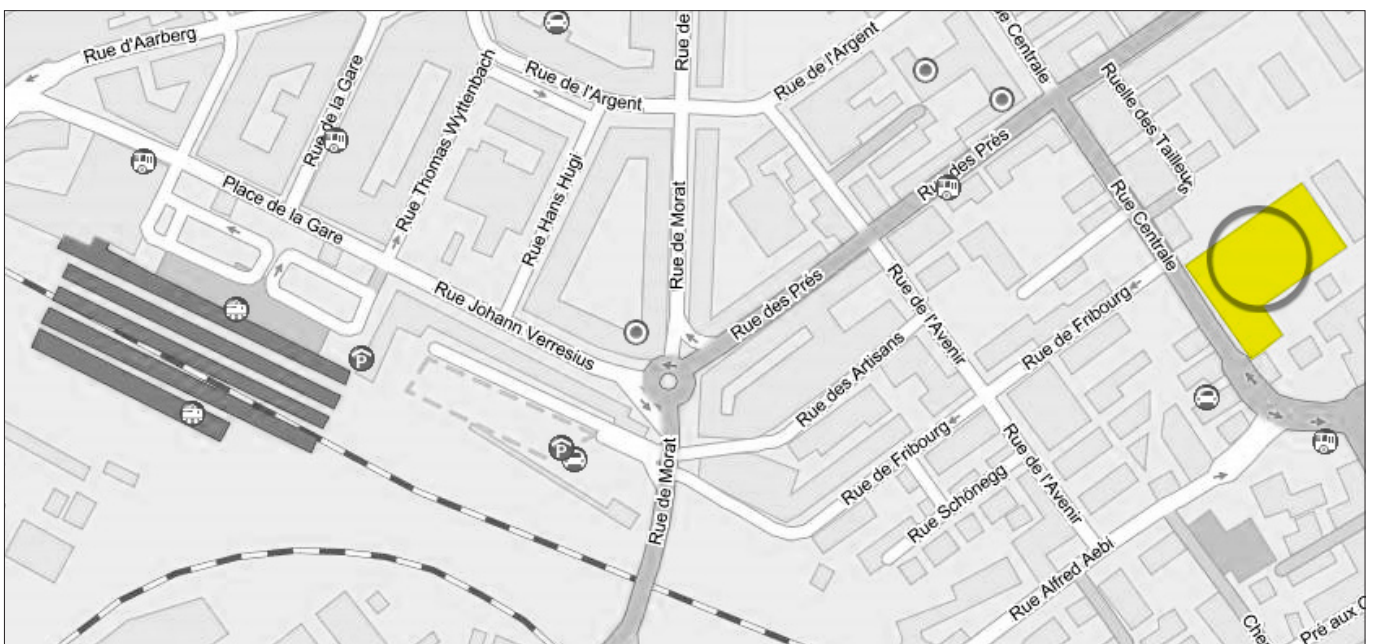 Rue d'Aarberg
Rue de la Gare
Rue de l'Argent
Rue de
Rue de l'Argent
e Centrale
Ruelle des Tailleurs
Rue Thomas Wyttenbach
Rue Hans Hugi
Rue de Morat
Rue des Prés
Place de la Gare
Rue Centrale
Rue Johann Verresius
Rue des Prés
Rue de l'Avenir
Rue de Fribourg
Rue des Artisans
P
P
Rue de Morat
Rue de Fribourg
Rue Schönegg
Rue de l'Avenir
Rue Alfred Aebi
Che
Pré aux